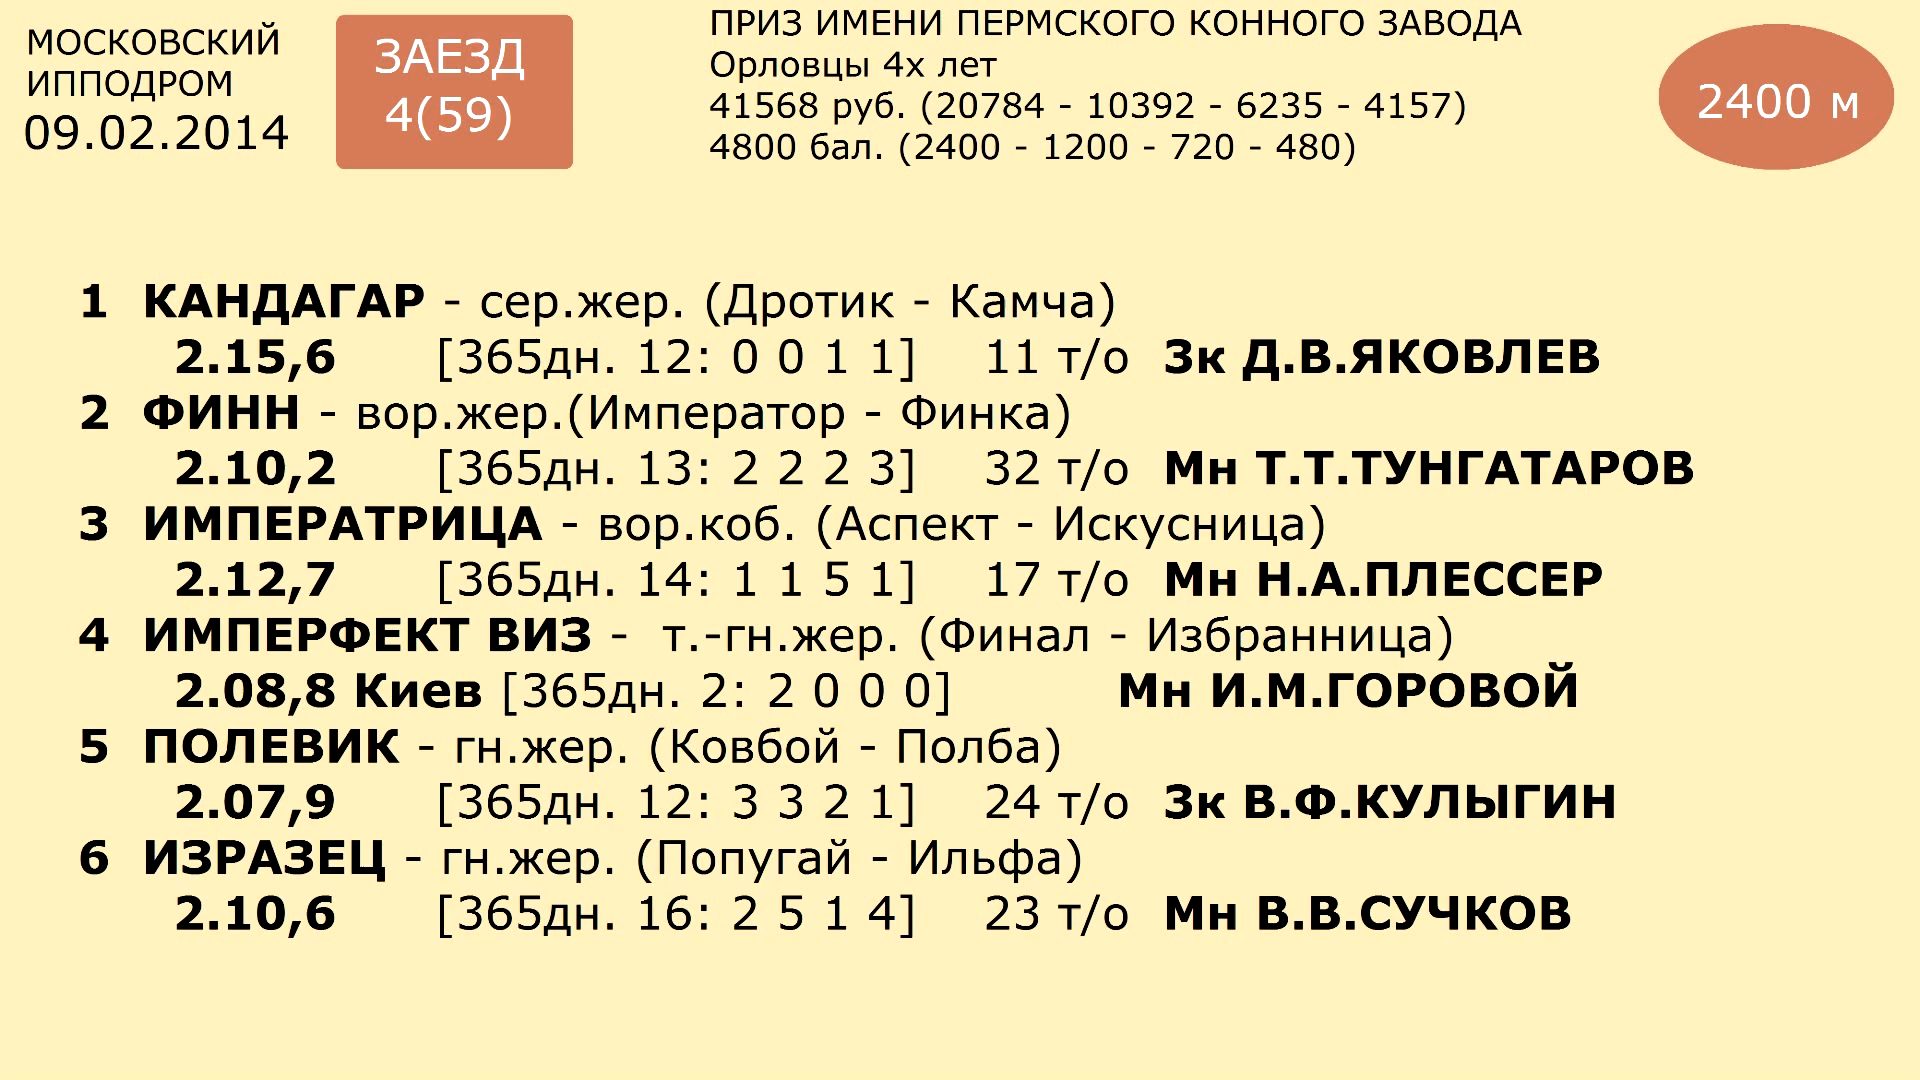 МОСКОВСКИЙ
ИППОДРОМ
09.02.2014
ЗАЕЗД
4(59)
ПРИЗ ИМЕНИ ПЕРМСКОГО КОННОГО ЗАВОДА
Орловцы 4х лет
41568 руб. (20784 - 10392 - 6235 - 4157)
4800 бал. (2400 - 1200 - 720 - 480)
2400 м
1 КАНДАГАР - сер.жер. (Дротик - Камча)
2.15,6 [365дн. 12: 0 0 1 1] 11 т/о Зк Д.В.ЯКОВЛЕВ
2 ФИНН - вор.жер.(Император - Финка)
2.10,2 [365дн. 13: 2 2 2 3] 32 т/о Мн Т.Т.ТУНГАТАРОВ
3 ИМПЕРАТРИЦА - вор.коб. (Аспект - Искусница)
2.12,7 [365дн. 14: 1 1 5 1] 17 т/о Мн Н.А.ПЛЕССЕР
4 ИМПЕРФЕКТ ВИЗ - т.-гн.жер. (Финал - Избранница)
2.08,8 Киев [365дн. 2: 2 0 0 0] Мн И.М.ГОРОВОЙ
5 ПОЛЕВИК - гн.жер. (Ковбой - Полба)
2.07,9 [365дн. 12: 3 3 2 1] 24 т/о Зк В.Ф.КУЛЫГИН
6 ИЗРАЗЕЦ - гн.жер. (Попугай - Ильфа)
2.10,6 [365дн. 16: 2 5 1 4] 23 т/о Мн В.В.СУЧКОВ